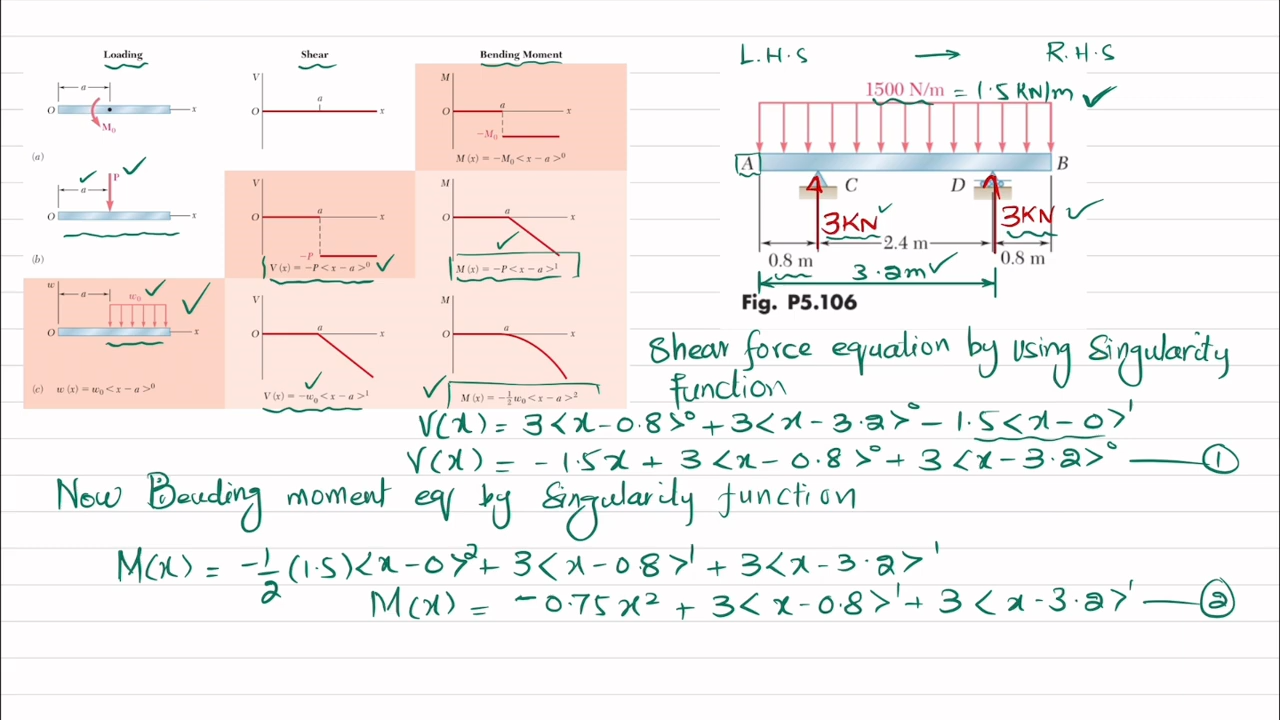 Loading Shear Bending Moment
a
O x
M₀
(a)
V
a
O x
M
a
O x
−M₀
M (x) = −M₀ < x − a >⁰
P
a
O x
(b)
V
a
O x
−P
V (x) = −P < x − a >⁰
M
a
O x
M (x) = −P < x − a >¹
w
a
w₀
O x
(c) w (x) = w₀ < x − a >⁰
V
a
O x
V (x) = −w₀ < x − a >¹
M
a
O x
M (x) = −½ w₀ < x − a >²
L.H.S → R.H.S
1500 N/m = 1.5 KN/m
A B
C D
3KN 3KN
2.4 m
0.8 m 0.8 m
3.2m
Fig. P5.106
Shear force equation by using Singularity
function
V(x) = 3<x-0.8>⁰ + 3<x-3.2>⁰ - 1.5<x-0>¹
V(x) = -1.5x + 3<x-0.8>⁰ + 3<x-3.2>⁰ — ①
Now Bending moment eq by Singularity function
M(x) = -1/2 (1.5)<x-0>² + 3<x-0.8>¹ + 3<x-3.2>¹
M(x) = -0.75x² + 3<x-0.8>¹ + 3<x-3.2>¹ — ②